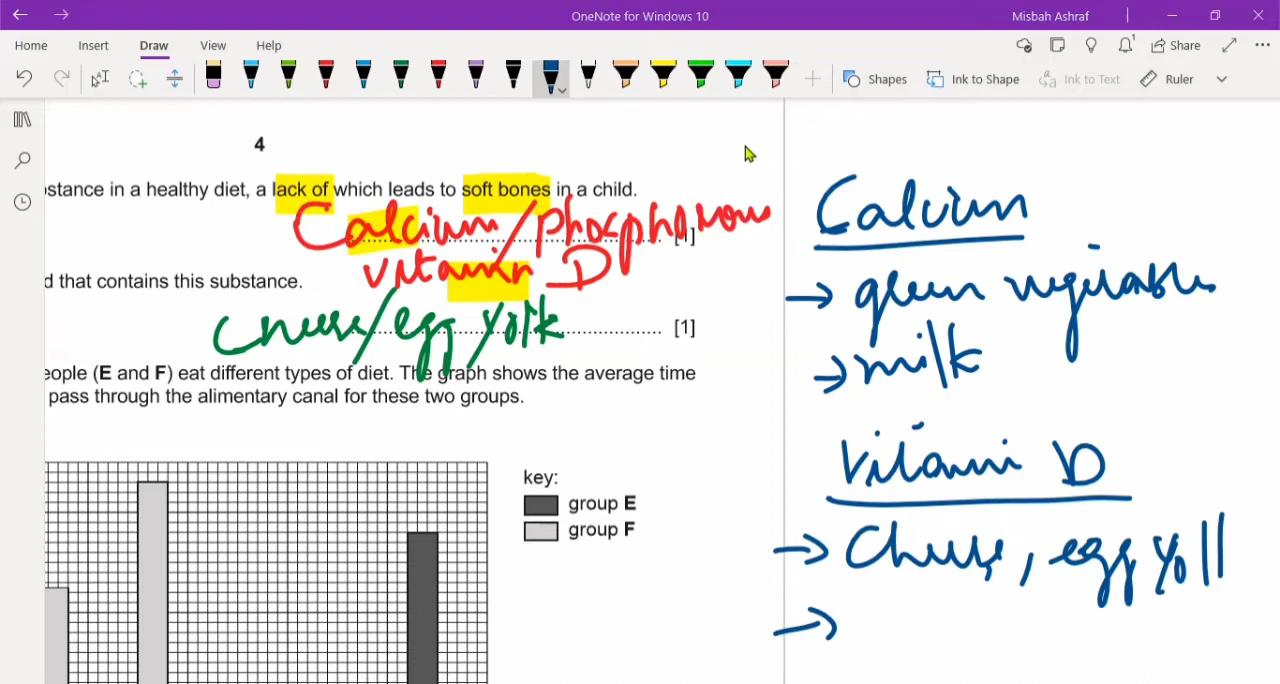 OneNote for Windows 10
Misbah Ashraf
Home Insert Draw View Help
Share
Shapes Ink to Shape Ink to Text Ruler
4
stance in a healthy diet, a lack of which leads to soft bones in a child.
Calcium/phosphorous [1]
vitamin D
d that contains this substance.
Cheese/egg yolk [1]
eople (E and F) eat different types of diet. The graph shows the average time
pass through the alimentary canal for these two groups.
key:
group E
group F
Calcium
→ green vegetables
→ milk
Vitamin D
→ Cheese, egg yoll
→